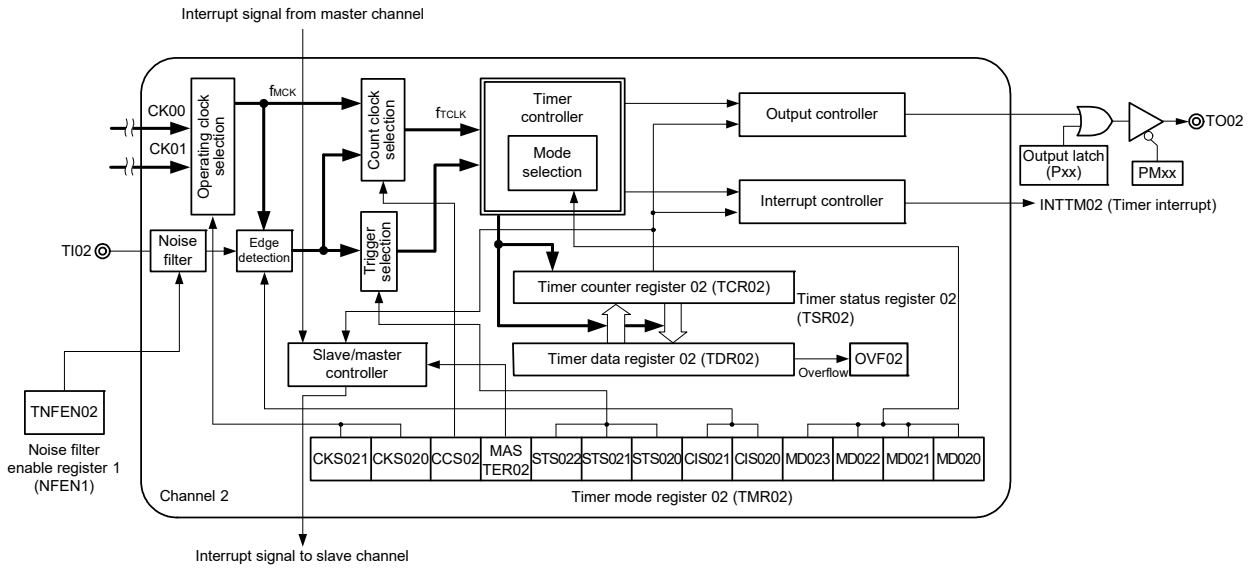 Interrupt signal from master channel
CK00
CK01
Operating clock
selection
fMCK
Count clock
selection
fTCLK
Timer
controller
Mode
selection
Output controller
Interrupt controller
Output latch
(Pxx)
PMxx
TO02
INTTM02 (Timer interrupt)
TI02
Noise
filter
Edge
detection
Trigger
selection
Timer counter register 02 (TCR02)
Timer status register 02
(TSR02)
Slave/master
controller
Timer data register 02 (TDR02)
Overflow
OVF02
TNFEN02
Noise filter
enable register 1
(NFEN1)
CKS021
CKS020
CCS02
MAS
TER02
STS022
STS021
STS020
CIS021
CIS020
MD023
MD022
MD021
MD020
Channel 2
Timer mode register 02 (TMR02)
Interrupt signal to slave channel